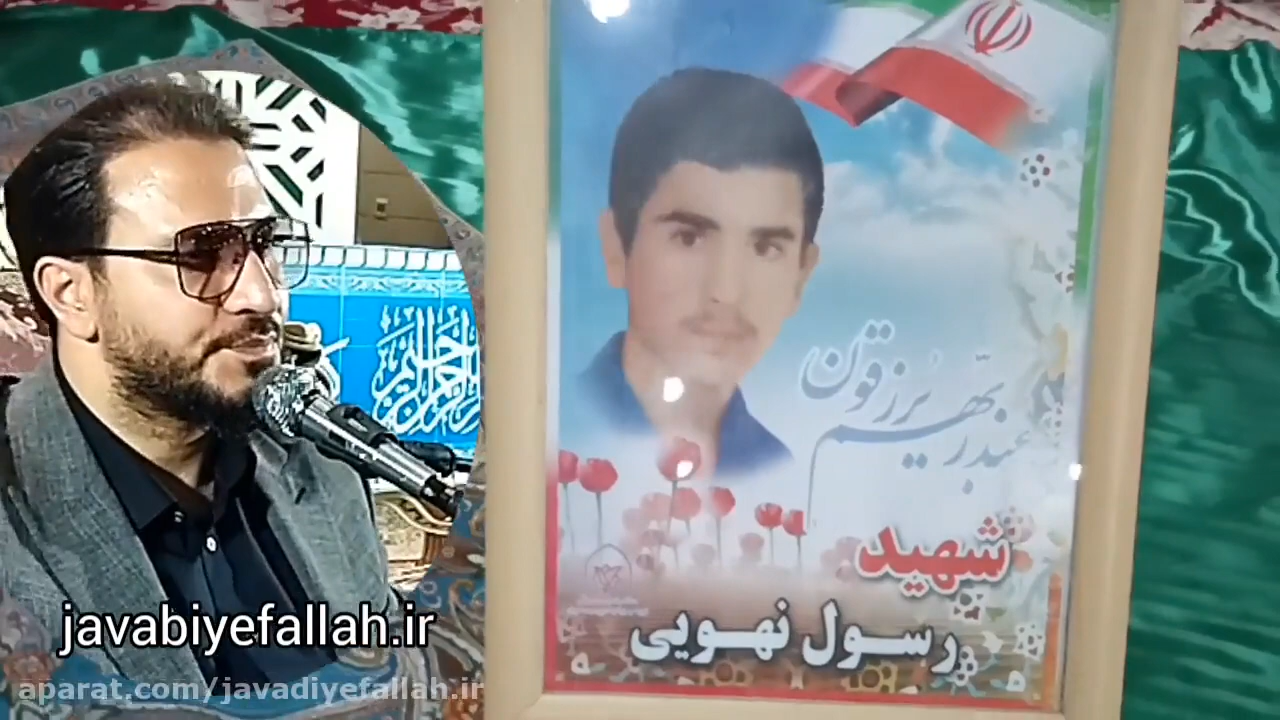 عند ربهم یرزقون
شهید
رسول نهویی
javabiyefallah.ir
aparat.com/javadiyefallah.ir